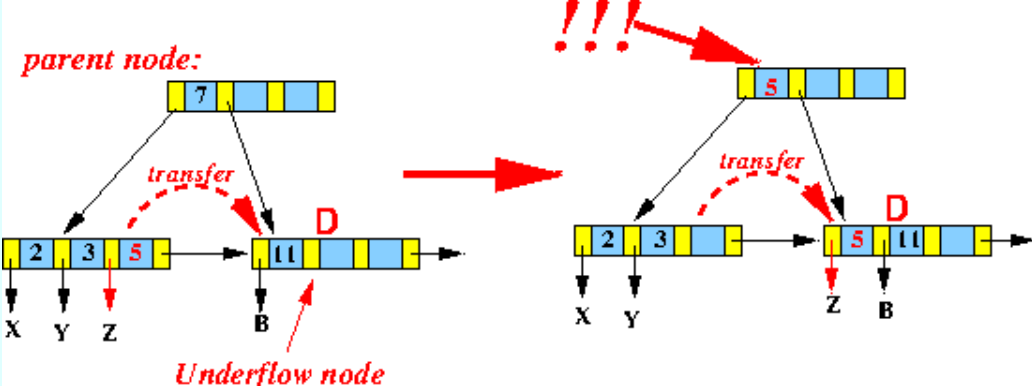 !!!
parent node:
7
5
transfer
transfer
D
D
2 3 5
11
2 3
5 11
X Y Z
B
X Y
Z B
Underflow node